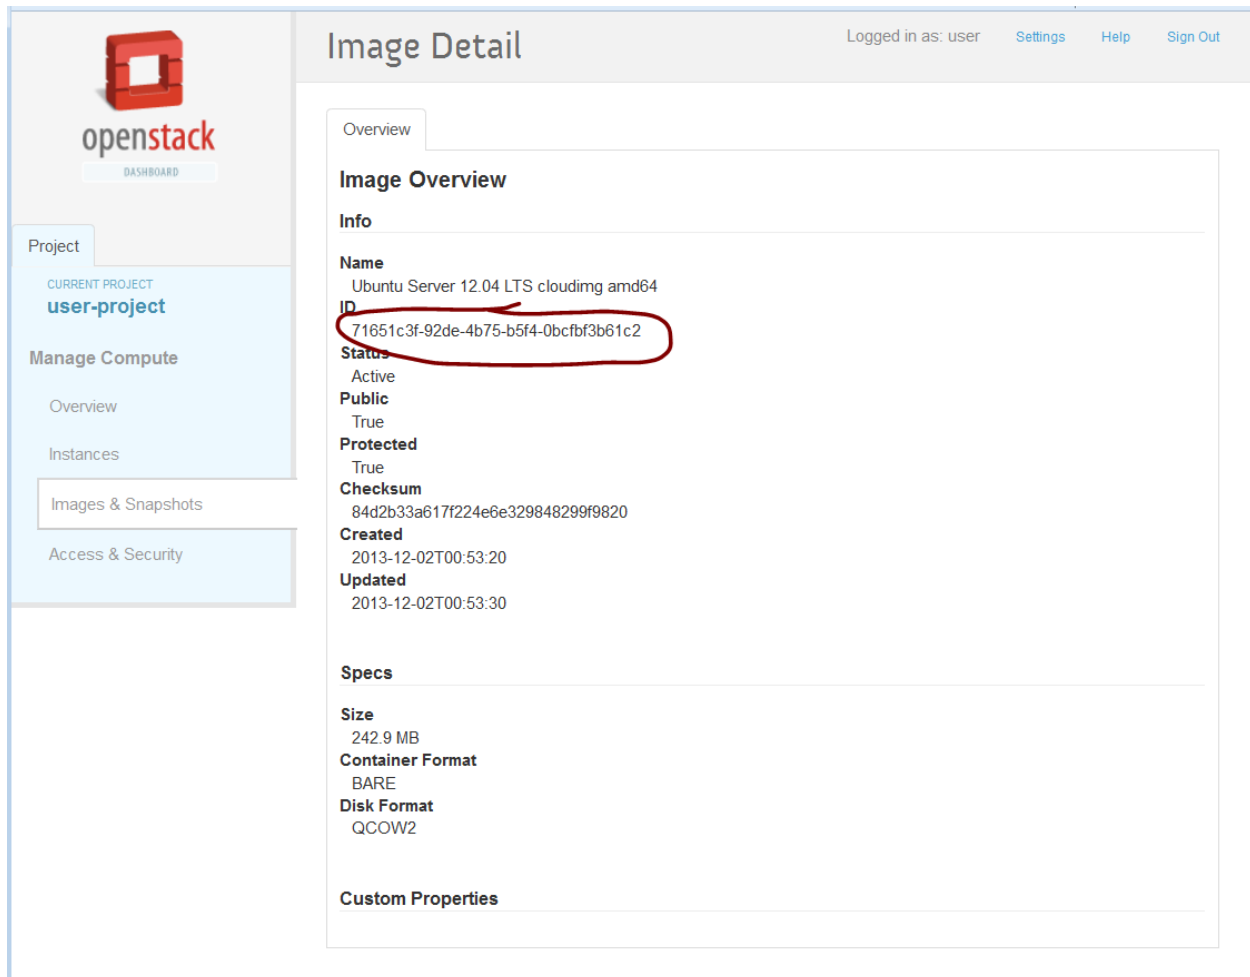 openstack
DASHBOARD
Project
CURRENT PROJECT
user-project
Manage Compute
Overview
Instances
Images & Snapshots
Access & Security
Image Detail
Logged in as: user Settings Help Sign Out
Overview
Image Overview
Info
Name
Ubuntu Server 12.04 LTS cloudimg amd64
ID
71651c3f-92de-4b75-b5f4-0bcfbf3b61c2
Status
Active
Public
True
Protected
True
Checksum
84d2b33a617f224e6e329848299f9820
Created
2013-12-02T00:53:20
Updated
2013-12-02T00:53:30
Specs
Size
242.9 MB
Container Format
BARE
Disk Format
QCOW2
Custom Properties